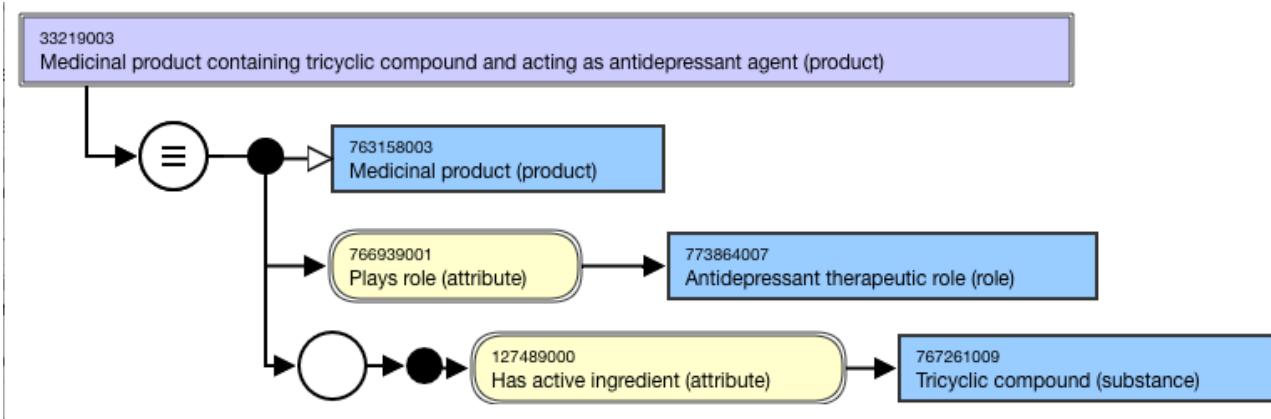 33219003
Medicinal product containing tricyclic compound and acting as antidepressant agent (product)
763158003
Medicinal product (product)
766939001
Plays role (attribute)
773864007
Antidepressant therapeutic role (role)
127489000
Has active ingredient (attribute)
767261009
Tricyclic compound (substance)